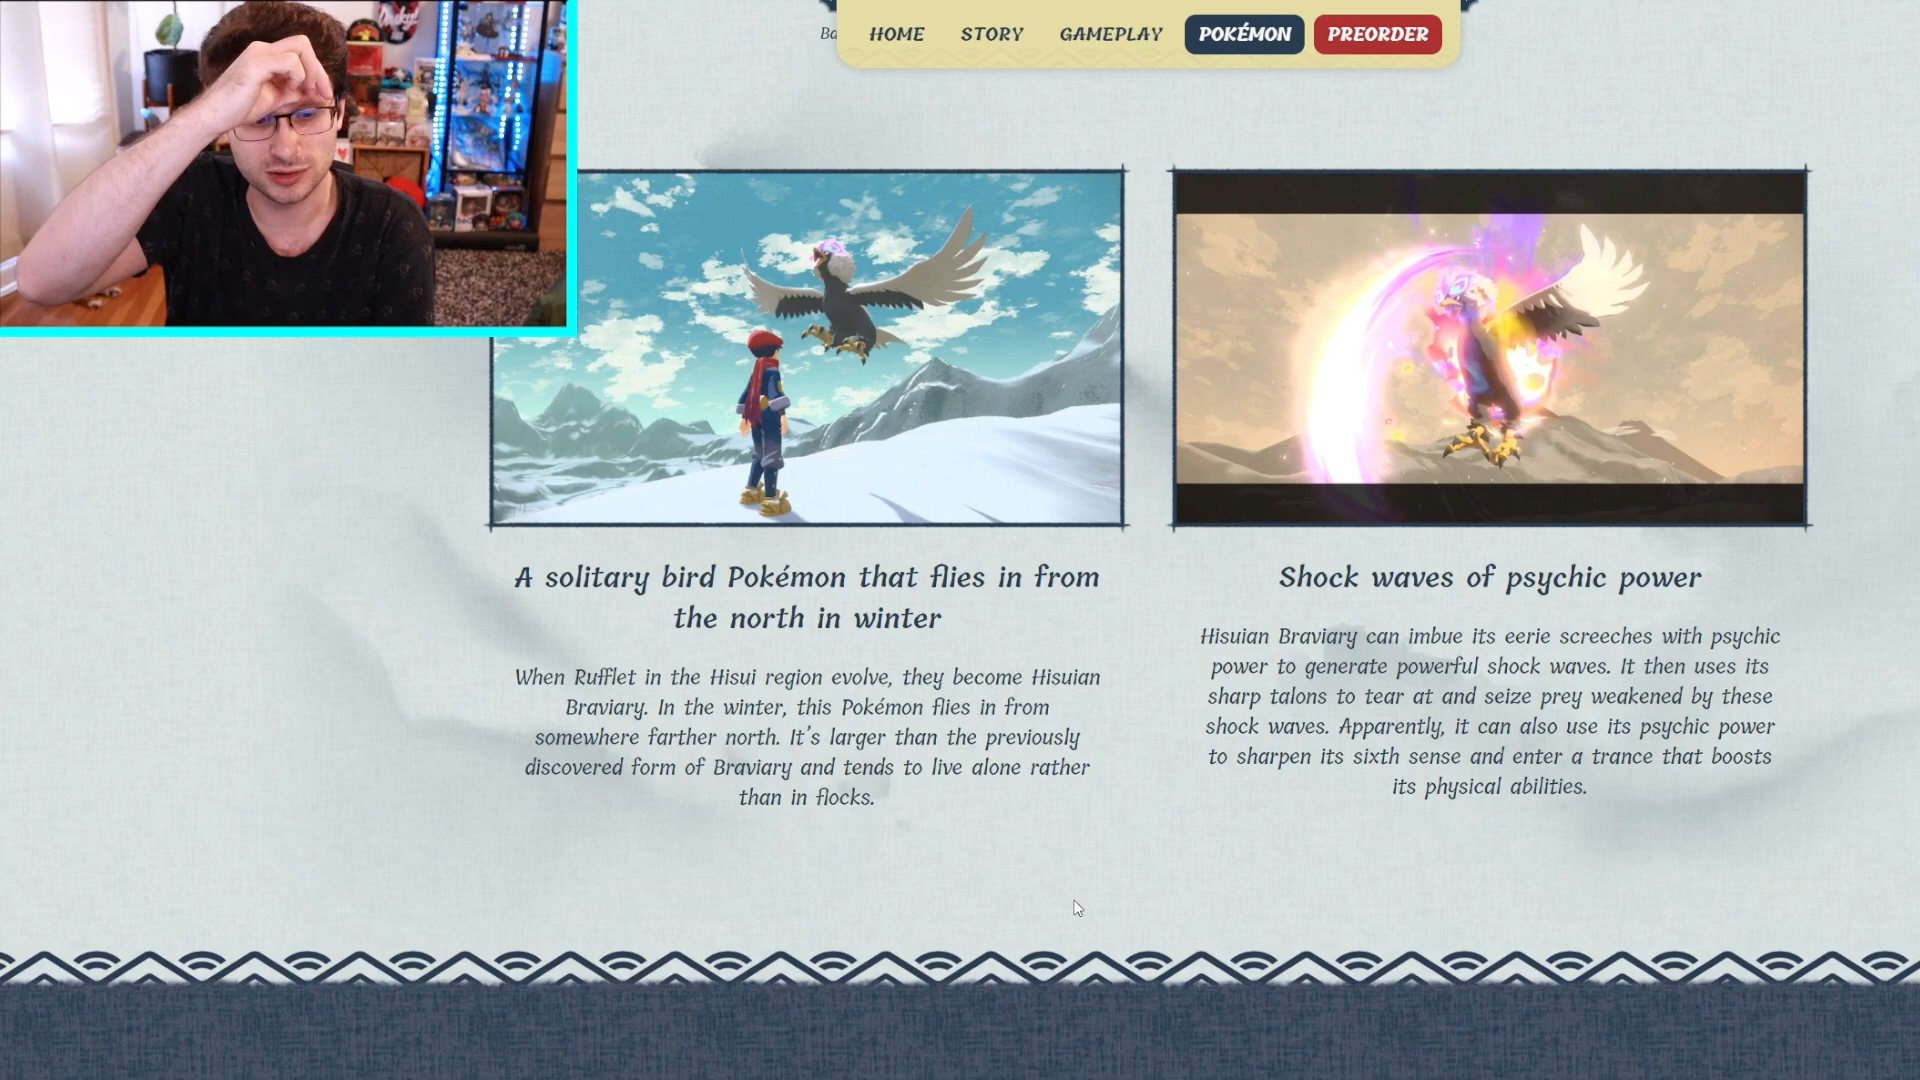 HOME STORY GAMEPLAY POKÉMON PREORDER
A solitary bird Pokémon that flies in from
the north in winter
When Rufflet in the Hisui region evolve, they become Hisuian
Braviary. In the winter, this Pokémon flies in from
somewhere farther north. It's larger than the previously
discovered form of Braviary and tends to live alone rather
than in flocks.
Shock waves of psychic power
Hisuian Braviary can imbue its eerie screeches with psychic
power to generate powerful shock waves. It then uses its
sharp talons to tear at and seize prey weakened by these
shock waves. Apparently, it can also use its psychic power
to sharpen its sixth sense and enter a trance that boosts
its physical abilities.